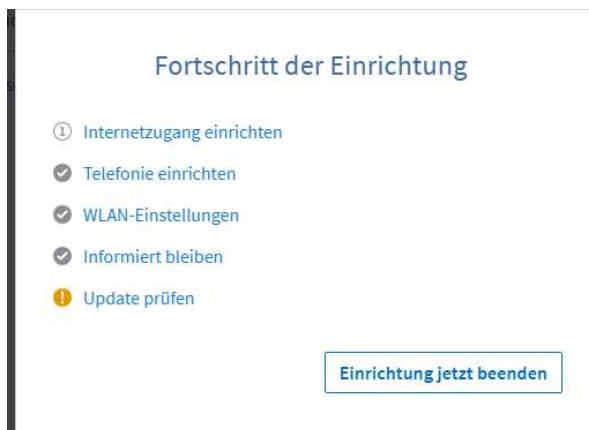 Fortschritt der Einrichtung
1 Internetzugang einrichten
Telefonie einrichten
WLAN-Einstellungen
Informiert bleiben
! Update prüfen
Einrichtung jetzt beenden